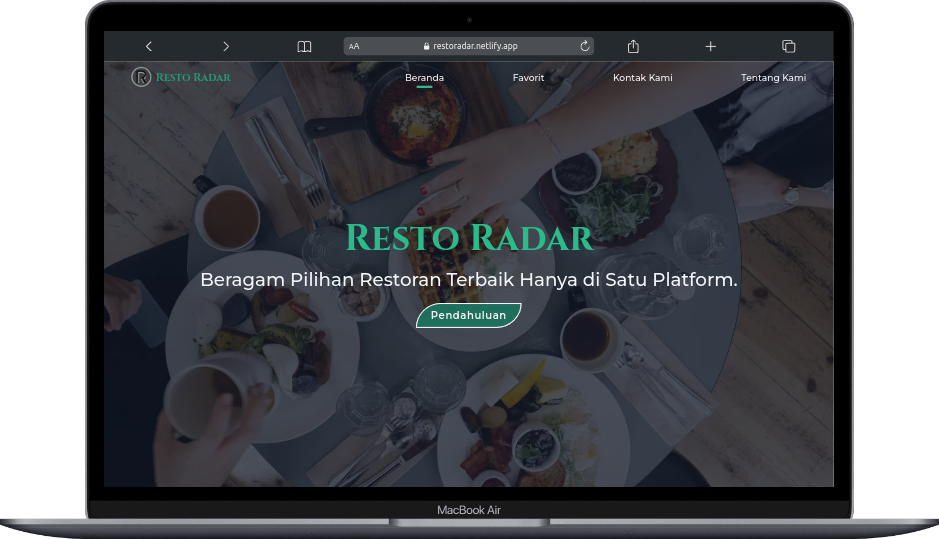 AA restoradar.netlify.app
R Resto Radar Beranda Favorit Kontak Kami Tentang Kami
Resto Radar
Beragam Pilihan Restoran Terbaik Hanya di Satu Platform.
Pendahuluan
MacBook Air